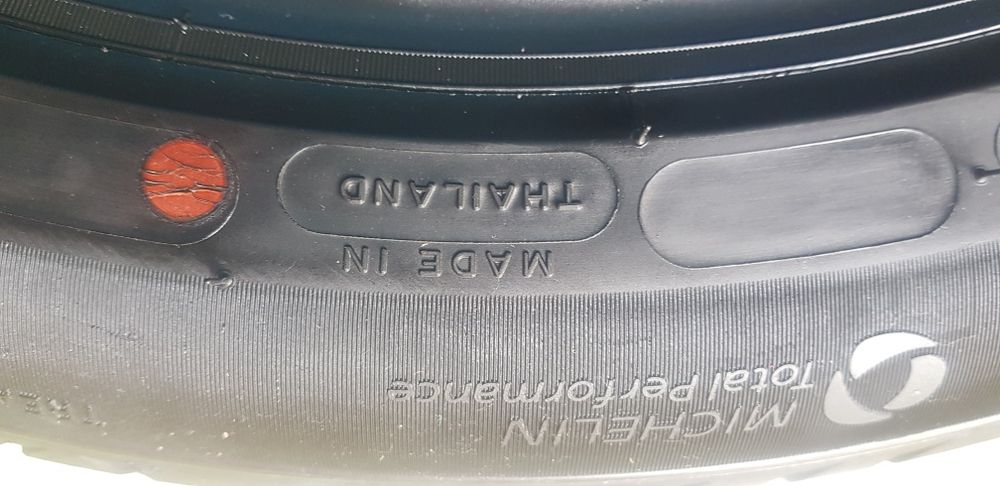 MADE IN
THAILAND
MICHELIN
Total Performance